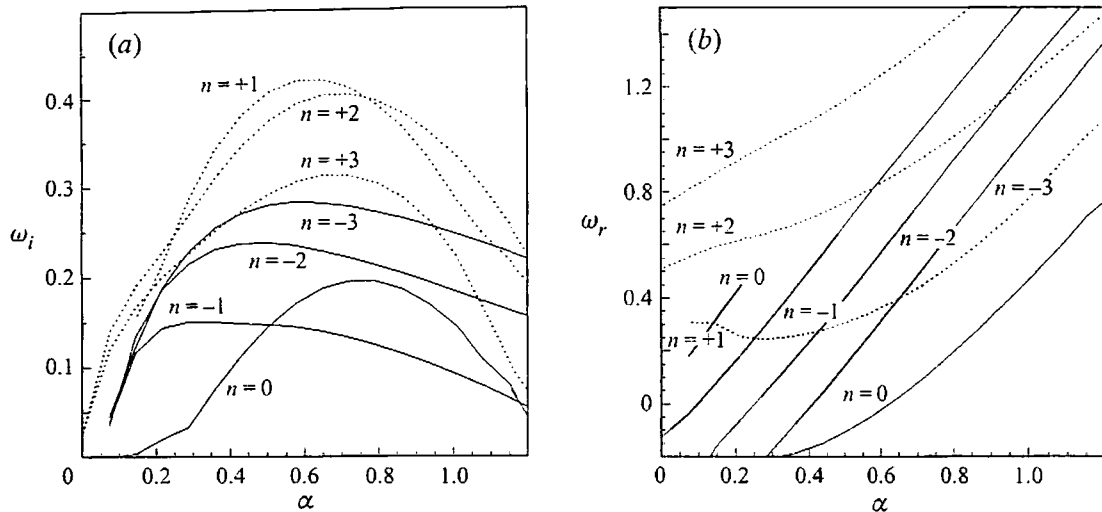 (a)
n = +1
n = +2
n = +3
n = −3
n = −2
n = −1
n = 0
0.4
0.3
0.2
0.1
ω_i
0
0.2
0.4
0.6
0.8
1.0
α
(b)
n = +3
n = +2
n = 0
n = +1
n = −3
n = −2
n = −1
n = 0
1.2
0.8
0.4
0
ω_r
0
0.2
0.4
0.6
0.8
1.0
α